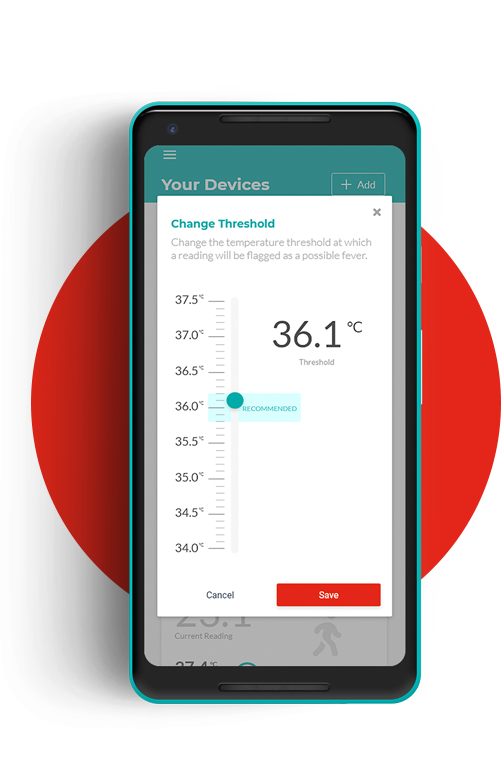 Your Devices
+ Add
Change Threshold
Change the temperature threshold at which
a reading will be flagged as a possible fever.
37.5°C
37.0°C
36.5°C
36.0°C
35.5°C
35.0°C
34.5°C
34.0°C
36.1 °C
Threshold
RECOMMENDED
Cancel
Save
Current Reading